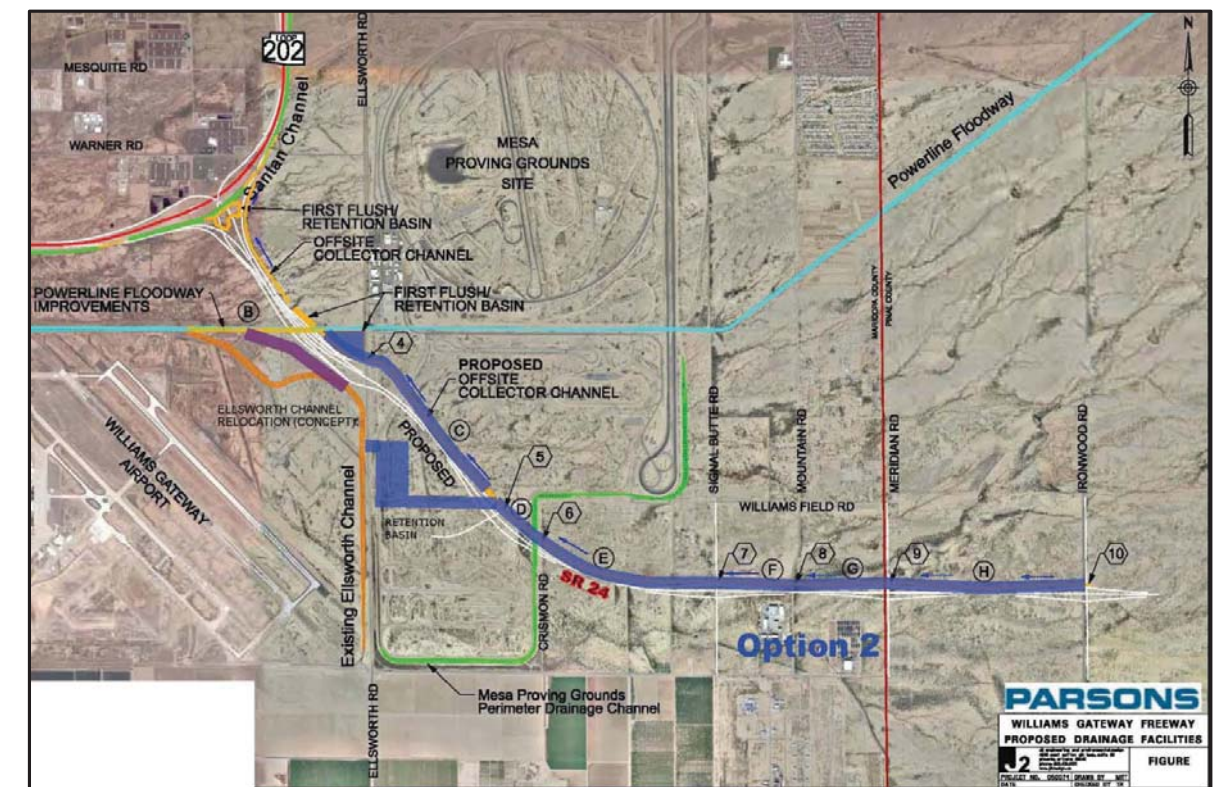 LOOP
202
ELLSWORTH RD
N
MESQUITE RD
WARNER RD
Santan Channel
MESA
PROVING GROUNDS
SITE
Powerline Floodway
FIRST FLUSH/
RETENTION BASIN
OFFSITE
COLLECTOR CHANNEL
FIRST FLUSH/
RETENTION BASIN
POWERLINE FLOODWAY
IMPROVEMENTS
B
MARICOPA COUNTY
PINAL COUNTY
4
PROPOSED
OFFSITE
COLLECTOR CHANNEL
ELLSWORTH CHANNEL
RELOCATION (CONCEPT)
C
PROPOSED
WILLIAMS GATEWAY
AIRPORT
SIGNAL BUTTE RD
MOUNTAIN RD
MERIDIAN RD
IRONWOOD RD
5
WILLIAMS FIELD RD
D
6
RETENTION
BASIN
Existing Ellsworth Channel
E
7
F
8
G
9
H
10
SR 24
CRISMON RD
Option 2
Mesa Proving Grounds
Perimeter Drainage Channel
ELLSWORTH RD
PARSONS
WILLIAMS GATEWAY FREEWAY
PROPOSED DRAINAGE FACILITIES
J2
FIGURE